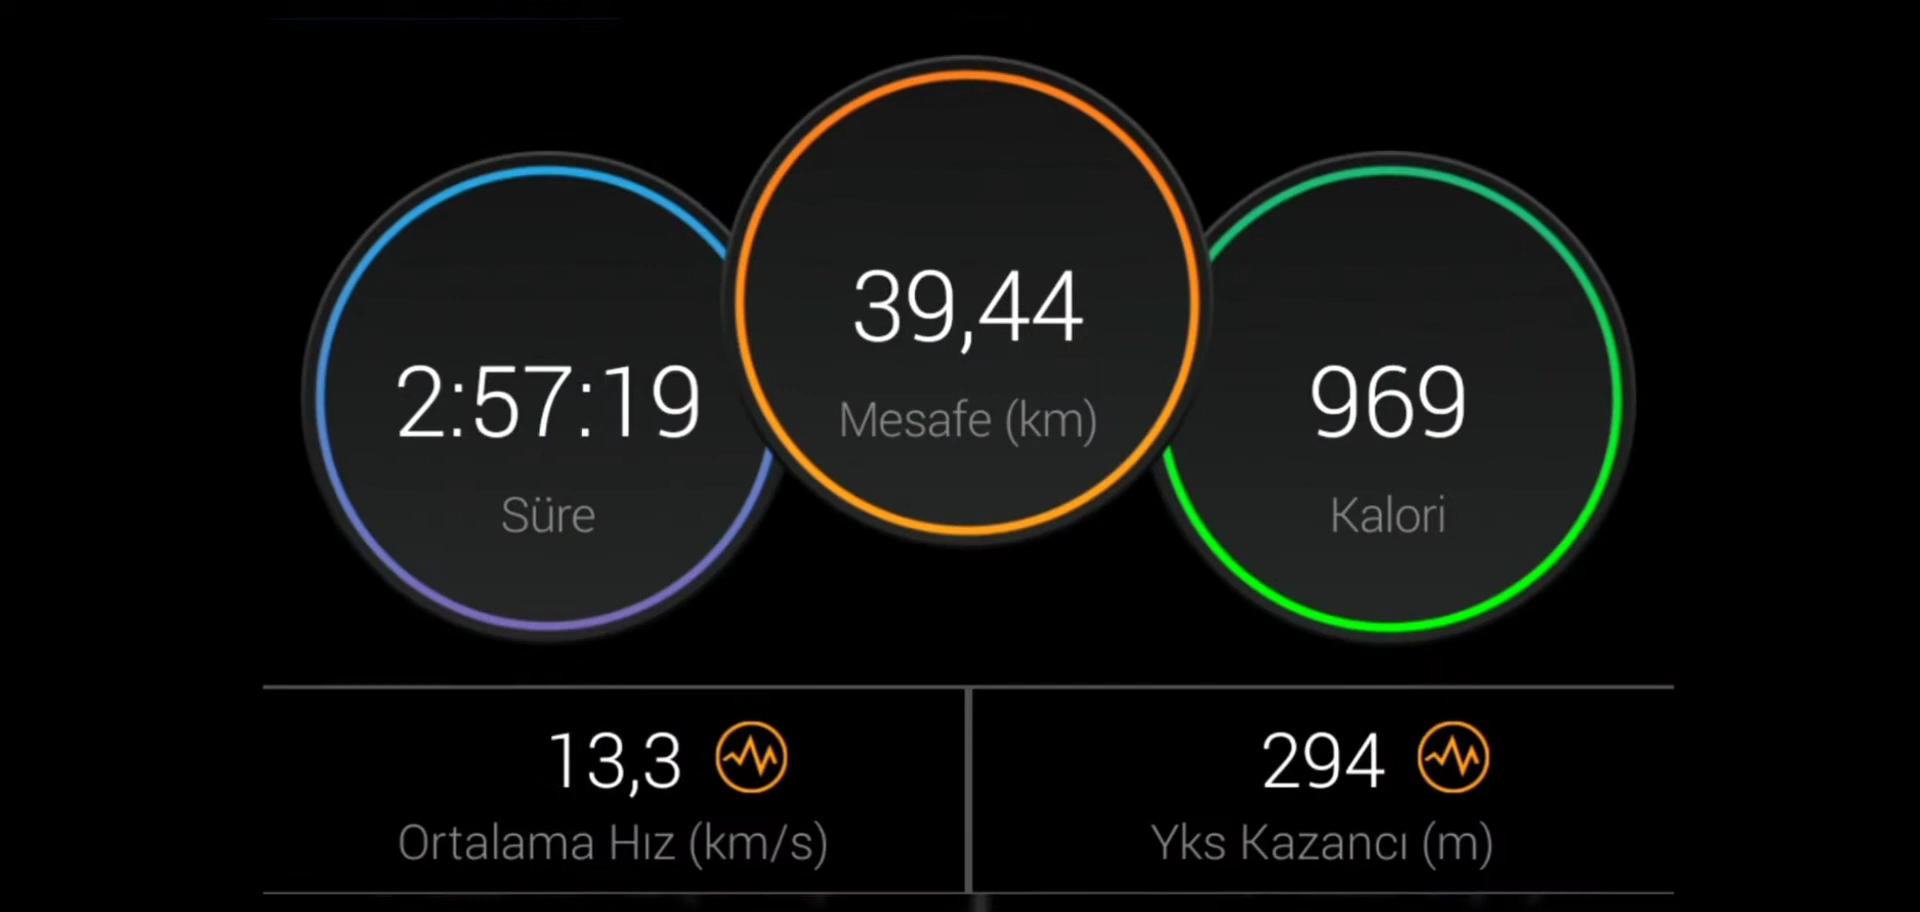 39,44
Mesafe (km)
2:57:19
Süre
969
Kalori
13,3
Ortalama Hız (km/s)
294
Yks Kazancı (m)